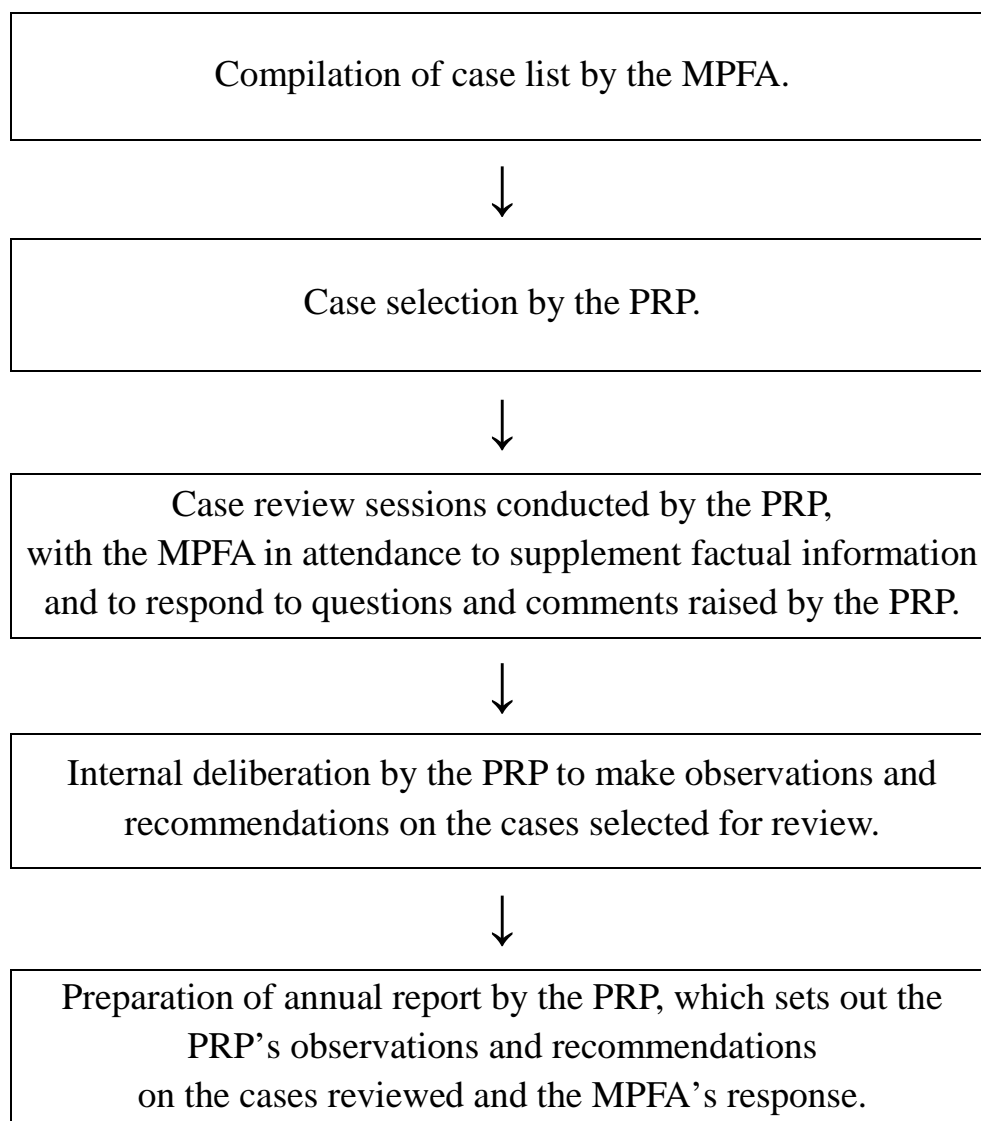 Compilation of case list by the MPFA.
↓
Case selection by the PRP.
↓
Case review sessions conducted by the PRP,
with the MPFA in attendance to supplement factual information
and to respond to questions and comments raised by the PRP.
↓
Internal deliberation by the PRP to make observations and
recommendations on the cases selected for review.
↓
Preparation of annual report by the PRP, which sets out the
PRP’s observations and recommendations
on the cases reviewed and the MPFA’s response.